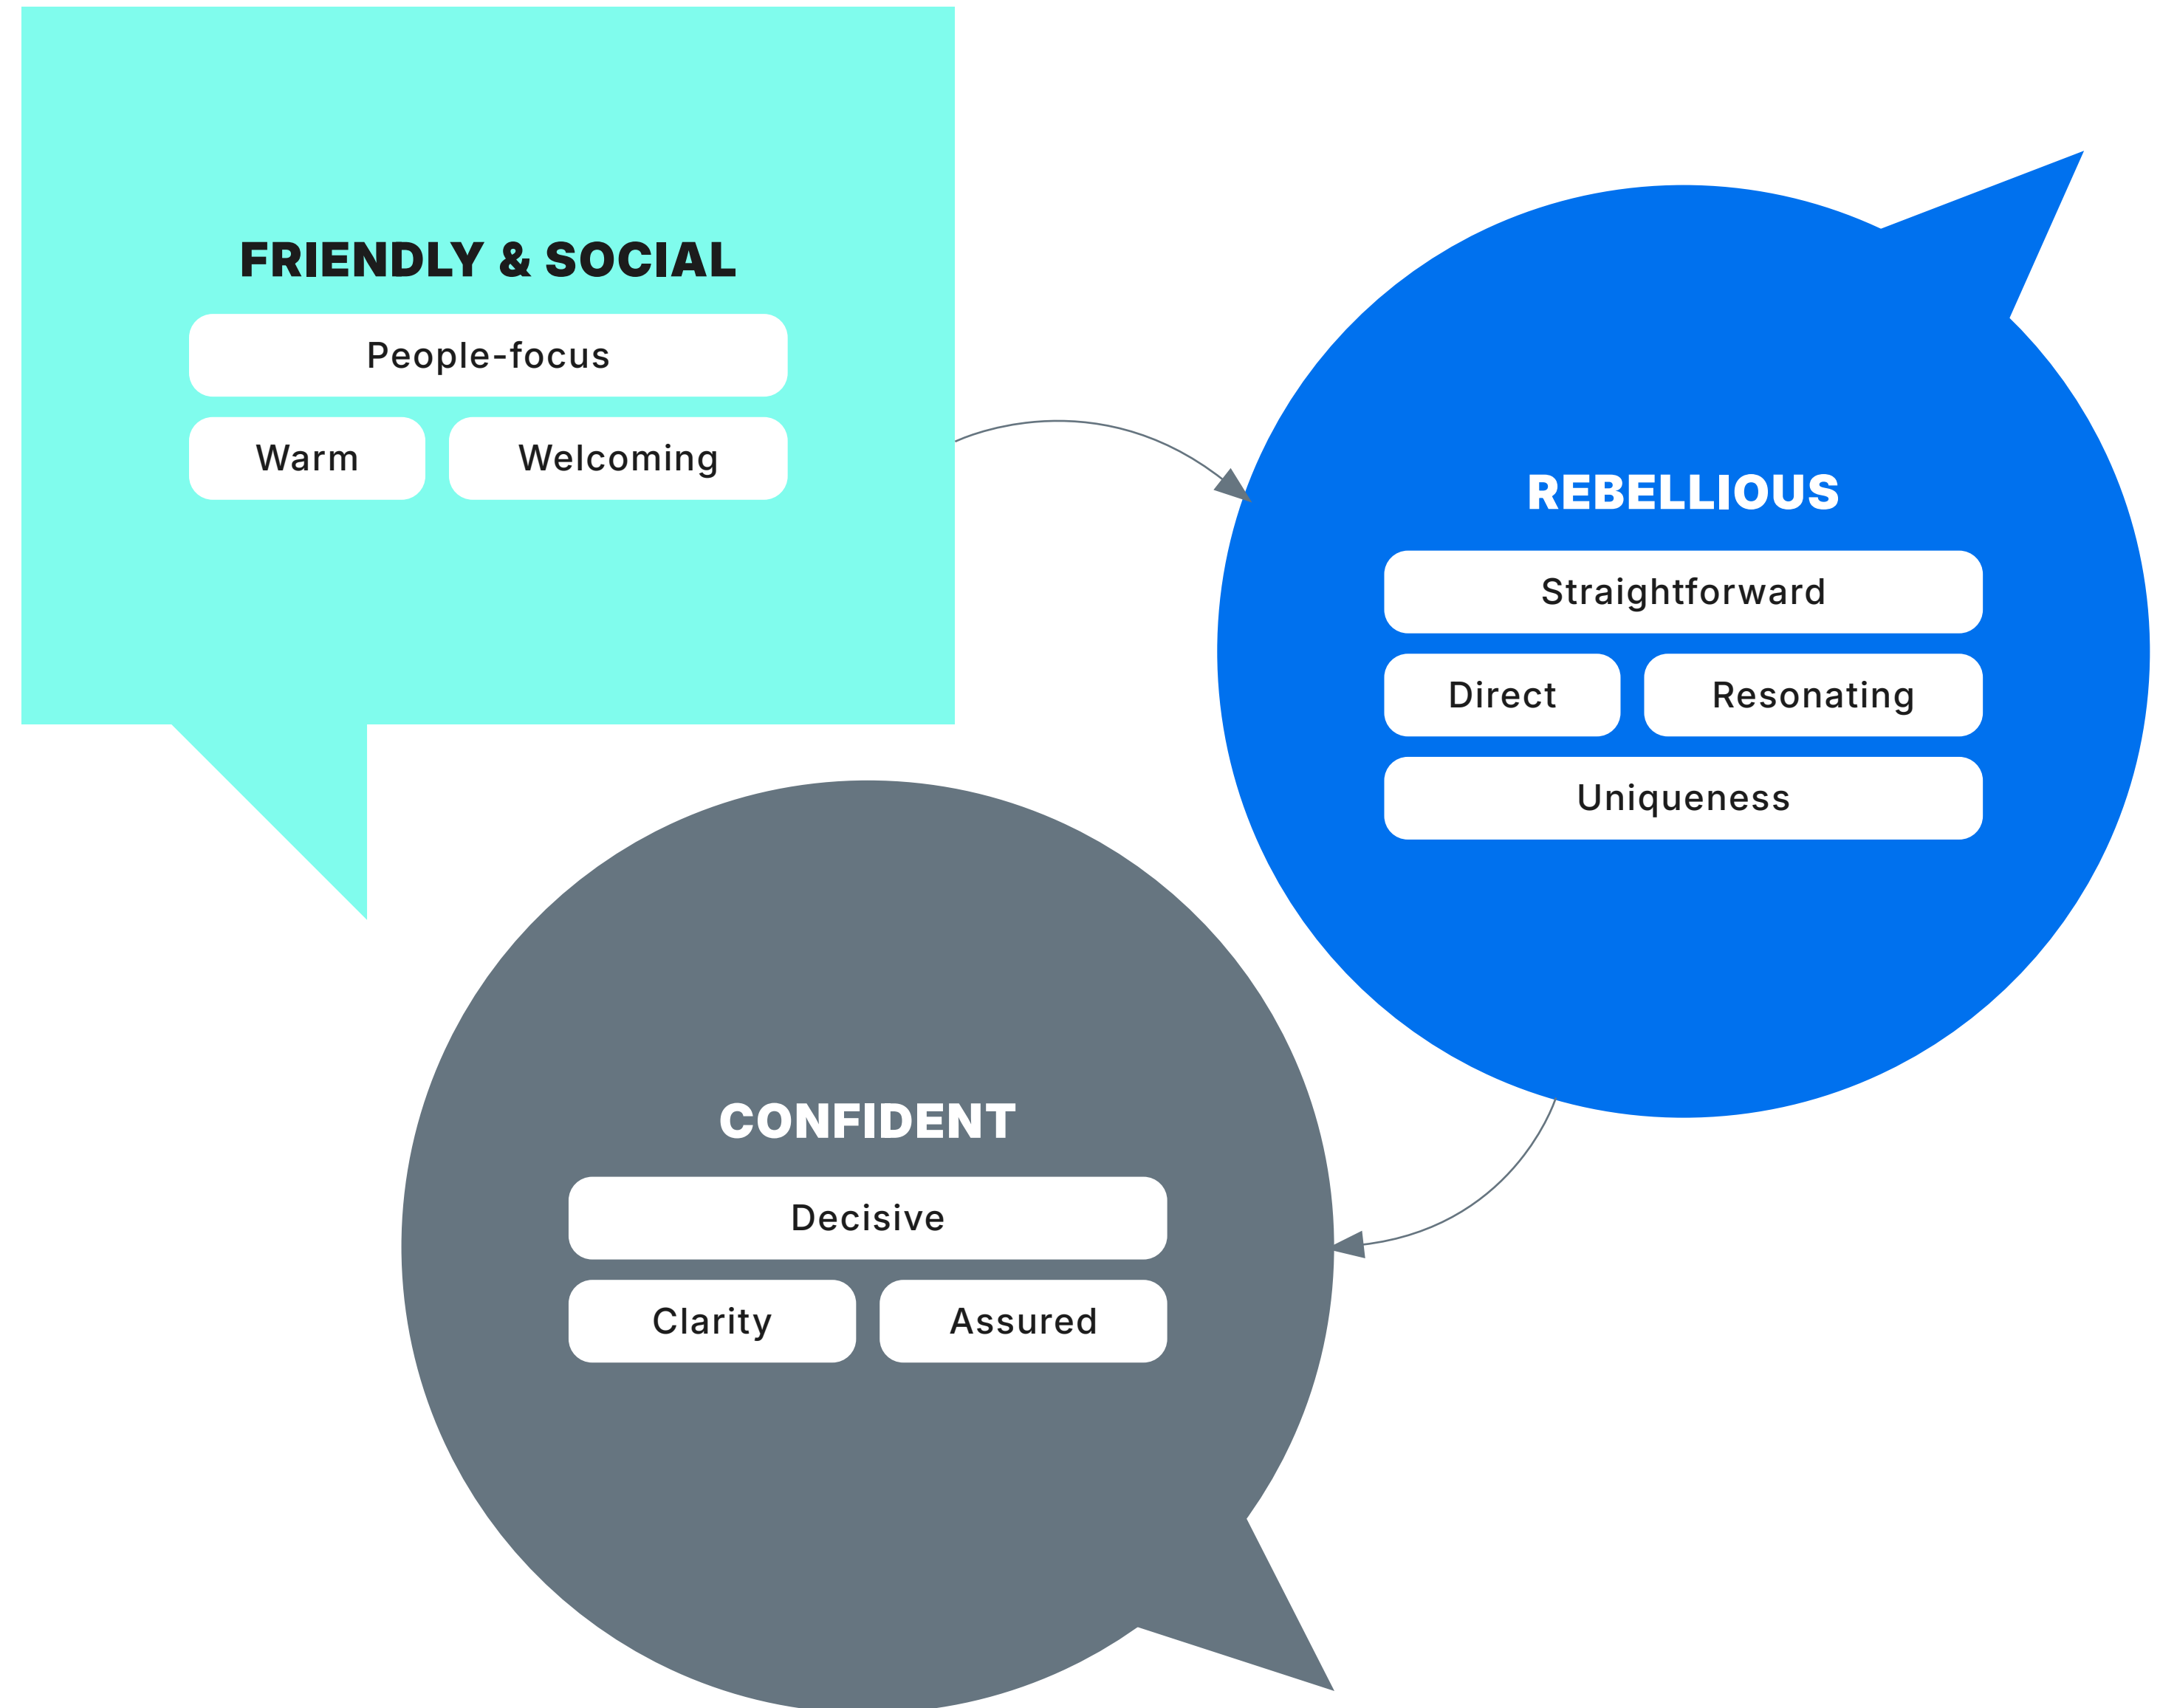 FRIENDLY & SOCIAL
People-focus
Warm
Welcoming
REBELLIOUS
Straightforward
Direct
Resonating
Uniqueness
CONFIDENT
Decisive
Clarity
Assured